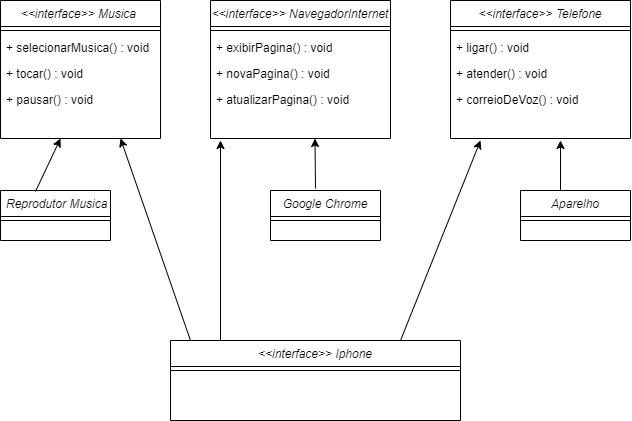 <<interface>> Musica
+ selecionarMusica() : void
+ tocar() : void
+ pausar() : void
<<interface>> NavegadorInternet
+ exibirPagina() : void
+ novaPagina() : void
+ atualizarPagina() : void
<<interface>> Telefone
+ ligar() : void
+ atender() : void
+ correioDeVoz() : void
Reprodutor Musica
Google Chrome
Aparelho
<<interface>> Iphone